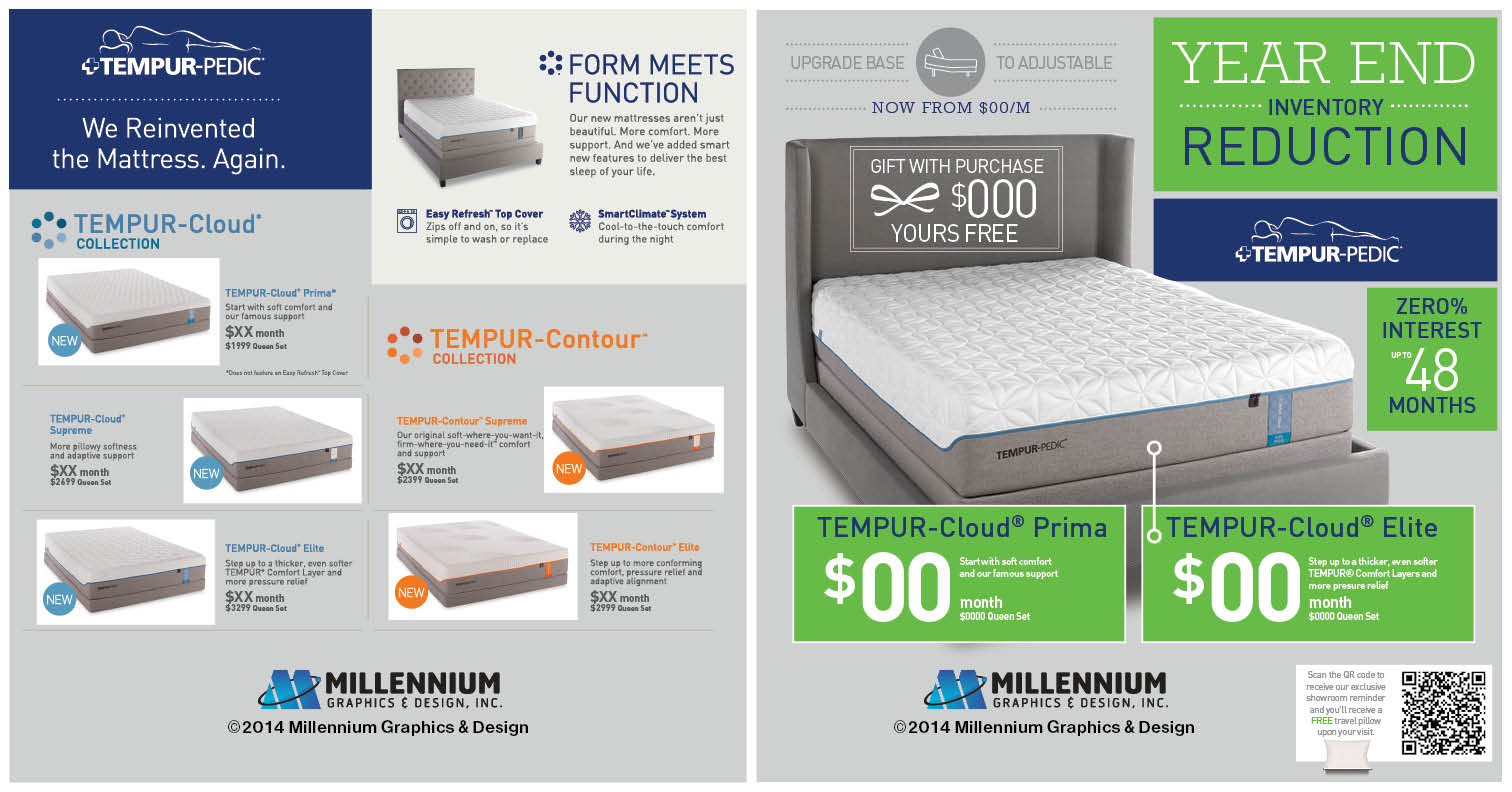 TEMPUR-PEDIC®
We Reinvented
the Mattress. Again.
FORM MEETS
FUNCTION
Our new mattresses aren't just
beautiful. More comfort. More
support. And we've added smart
new features to deliver the best
sleep of your life.
Easy Refresh™ Top Cover
Zips off and on, so it's
simple to wash or replace
SmartClimate™ System
Cool-to-the-touch comfort
during the night
TEMPUR-Cloud®
COLLECTION
NEW
TEMPUR-Cloud® Prima*
Start with soft comfort and
our famous support
$XX month
$1999 Queen Set
*Does not feature an Easy Refresh™ Top Cover
TEMPUR-Cloud®
Supreme
More pillowy softness
and adaptive support
$XX month
$2699 Queen Set
NEW
NEW
TEMPUR-Cloud® Elite
Step up to a thicker, even softer
TEMPUR® Comfort Layer and
more pressure relief
$XX month
$3299 Queen Set
TEMPUR-Contour™
COLLECTION
TEMPUR-Contour™ Supreme
Our original soft-where-you-want-it,
firm-where-you-need-it™ comfort
and support
$XX month
$2399 Queen Set
NEW
NEW
TEMPUR-Contour™ Elite
Step up to more conforming
comfort, pressure relief and
adaptive alignment
$XX month
$2999 Queen Set
MILLENNIUM
GRAPHICS & DESIGN, INC.
©2014 Millennium Graphics & Design
UPGRADE BASE TO ADJUSTABLE
NOW FROM $00/M
YEAR END
INVENTORY
REDUCTION
GIFT WITH PURCHASE
$000
YOURS FREE
TEMPUR-PEDIC®
ZERO%
INTEREST
UP TO
48
MONTHS
TEMPUR-PEDIC®
TEMPUR-Cloud® Prima
$00
Start with soft comfort
and our famous support
month
$0000 Queen Set
TEMPUR-Cloud® Elite
$00
Step up to a thicker, even softer
TEMPUR® Comfort Layers and
more presure relief
month
$0000 Queen Set
MILLENNIUM
GRAPHICS & DESIGN, INC.
©2014 Millennium Graphics & Design
Scan the QR code to
receive our exclusive
showroom reminder
and you'll receive a
FREE travel pillow
upon your visit.